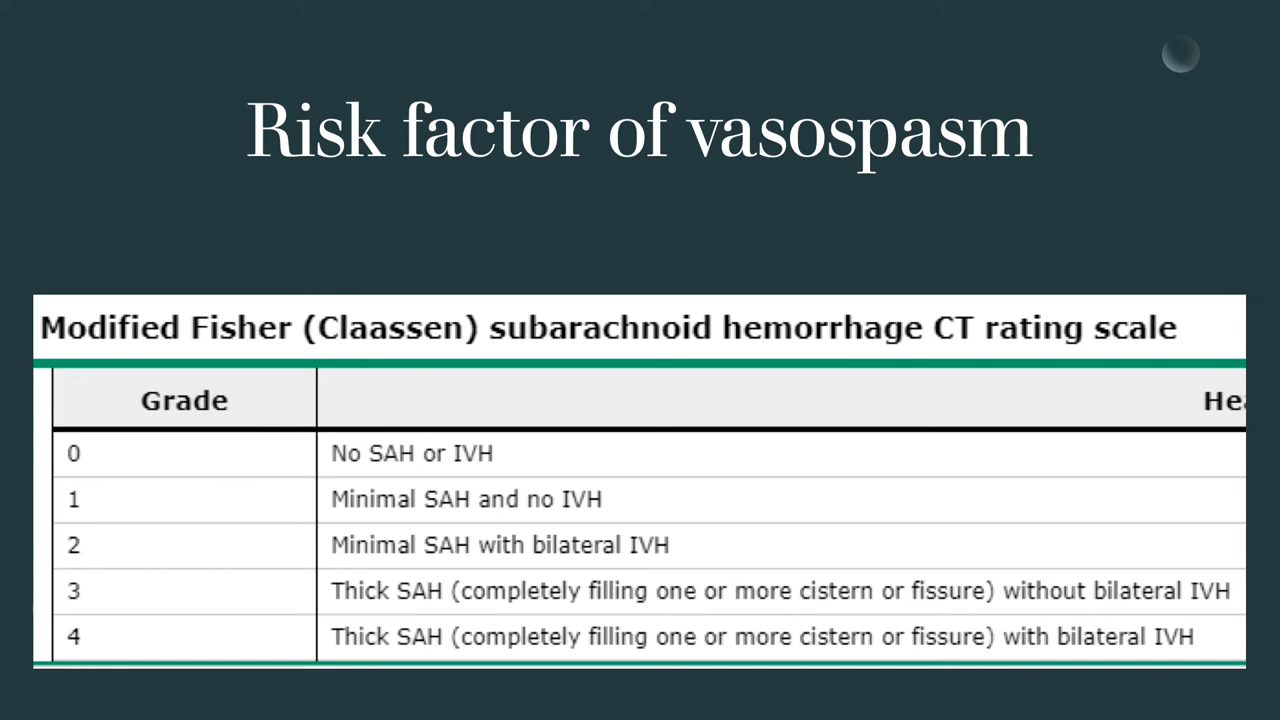 Risk factor of vasospasm
Modified Fisher (Claassen) subarachnoid hemorrhage CT rating scale
Grade
0 No SAH or IVH
1 Minimal SAH and no IVH
2 Minimal SAH with bilateral IVH
3 Thick SAH (completely filling one or more cistern or fissure) without bilateral IVH
4 Thick SAH (completely filling one or more cistern or fissure) with bilateral IVH